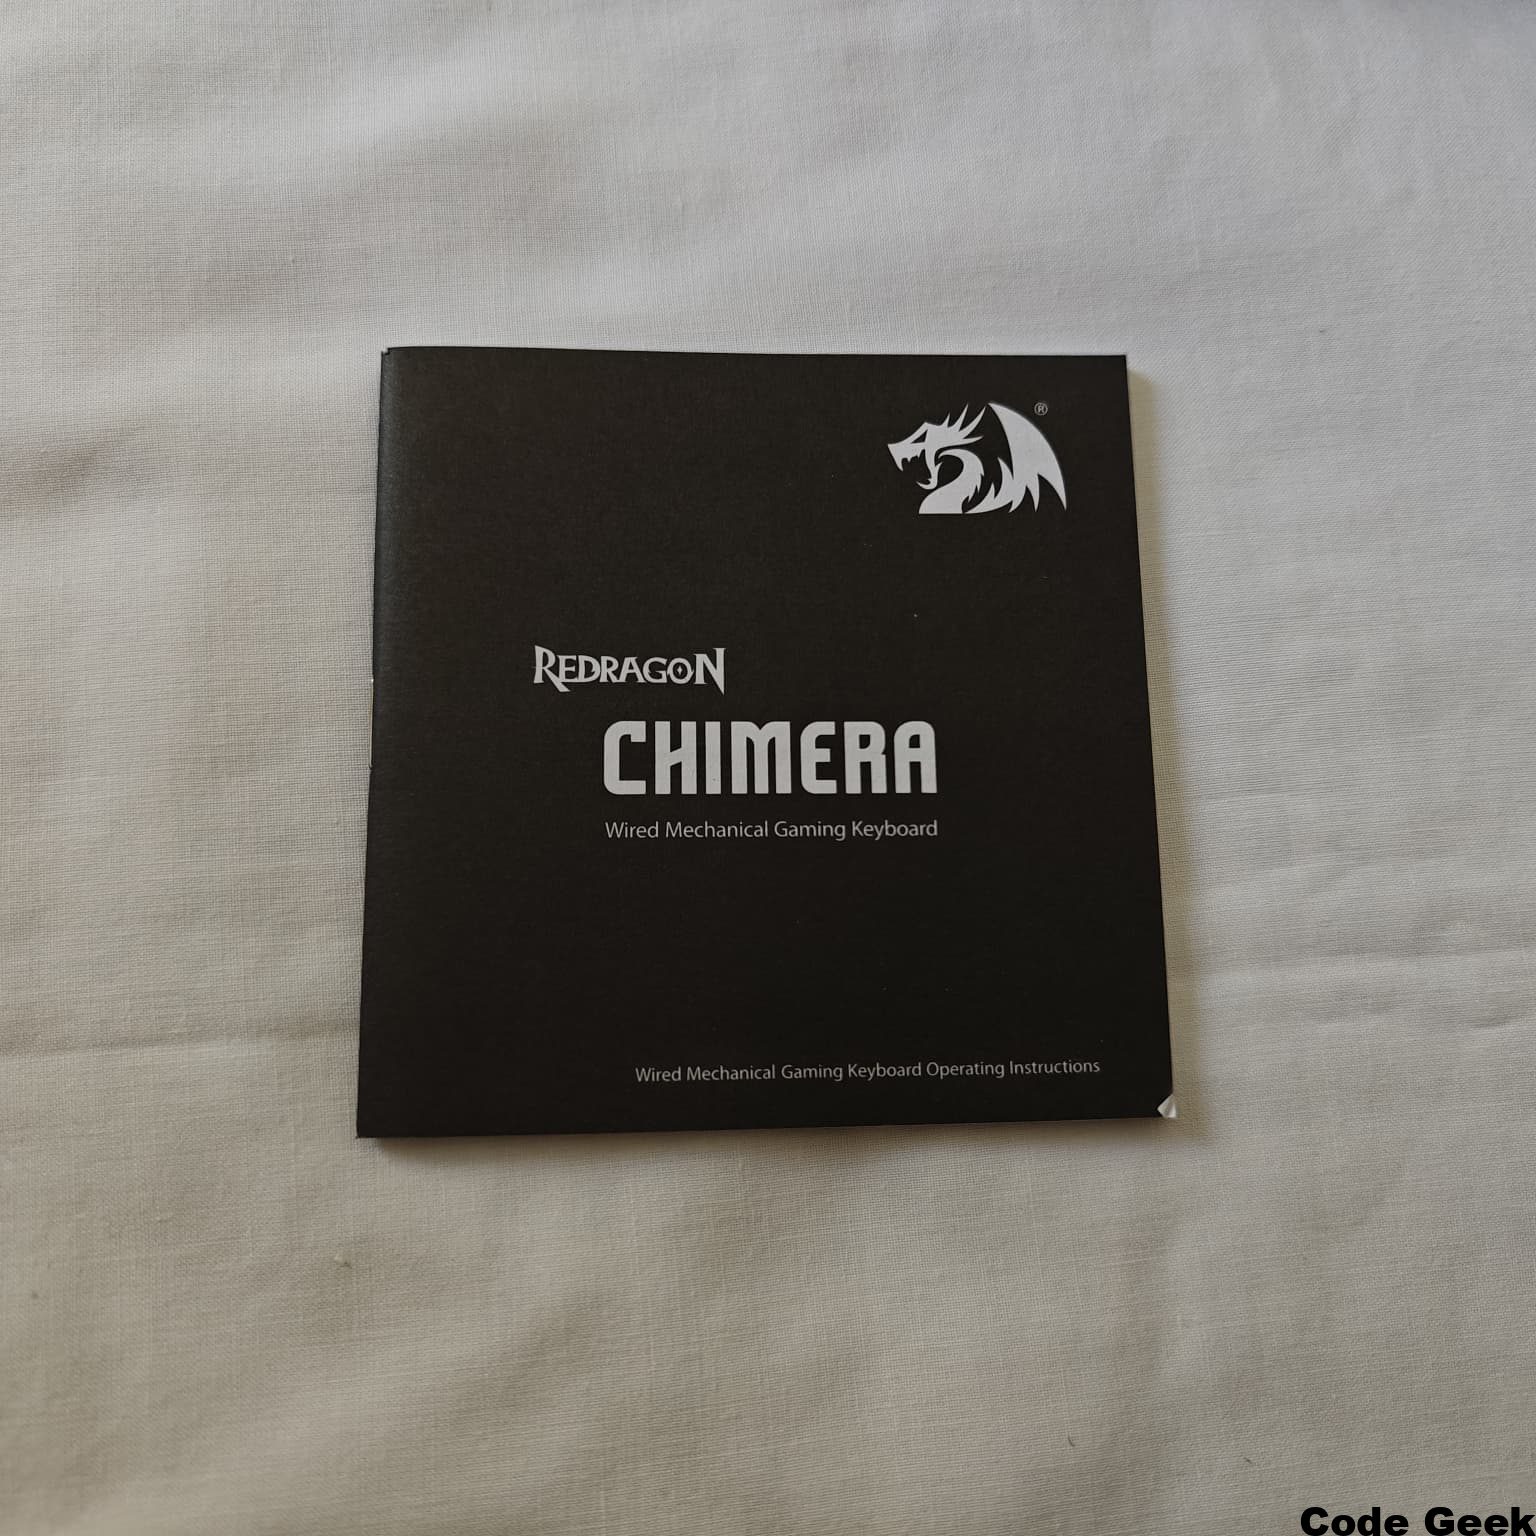 ®
REDRAGON
CHIMERA
Wired Mechanical Gaming Keyboard
Wired Mechanical Gaming Keyboard Operating Instructions
Code Geek